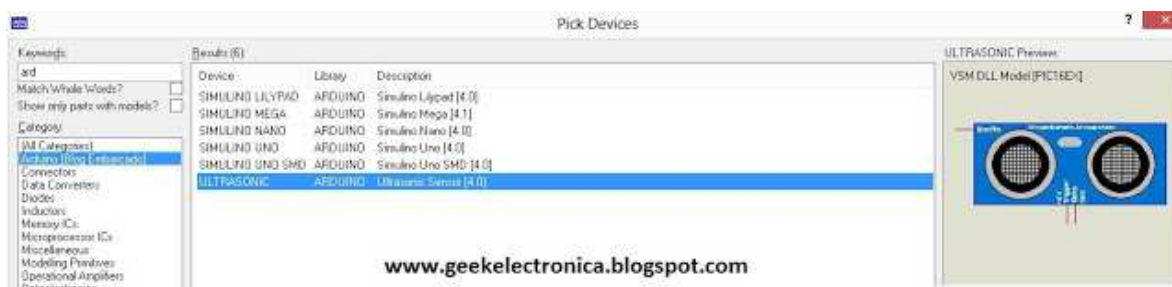 Pick Devices
?
Keywords:
ard
Match Whole Words?
Show only parts with models?
Category:
(All Categories)
Arduino (Blog Embarcado)
Connectors
Data Converters
Diodes
Inductors
Memory ICs
Microprocessor ICs
Miscellaneous
Modelling Primitives
Operational Amplifiers
Results (6):
Device Library Description
SIMULINO LILYPAD ARDUINO Simulino Lilypad [4.0]
SIMULINO MEGA ARDUINO Simulino Mega [4.1]
SIMULINO NANO ARDUINO Simulino Nano [4.0]
SIMULINO UNO ARDUINO Simulino Uno [4.0]
SIMULINO UNO SMD ARDUINO Simulino Uno SMD [4.0]
ULTRASONIC ARDUINO Ultrasonic Sensor [4.0]
www.geekelectronica.blogspot.com
ULTRASONIC Preview:
VSM DLL Model [PIC16EX]